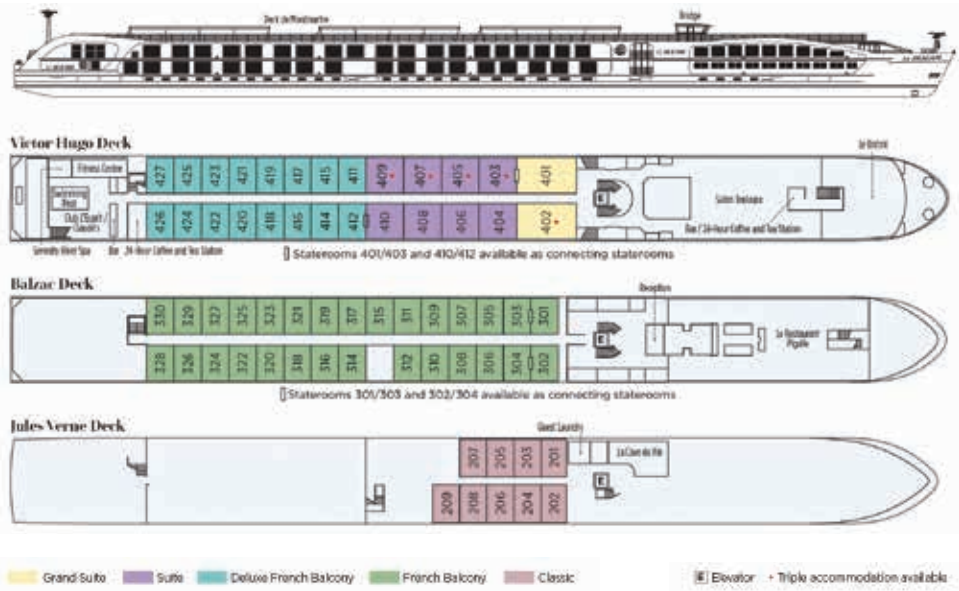 Deck de Montmartre
Bridge
Victor Hugo Deck
Le Bistrot
Fitness Centre
427 425 423 421 419 417 415 411 409 407 405 403 401
Swimming Pool
Bar / 24-Hour Coffee and Tea Station
426 424 422 420 418 416 414 412 410 408 406 404 402
E
Serenity River Spa
Bar
24-Hour Coffee and Tea Station
Staterooms 401/403 and 410/412 available as connecting staterooms
Balzac Deck
Reception
330 329 327 325 323 321 319 317 315 311 309 307 305 303 301
E
Le Restaurant Pigalle
328 326 324 322 320 318 316 314 312 310 308 306 304 302
Staterooms 301/303 and 302/304 available as connecting staterooms
Jules Verne Deck
Guest Laundry
207 205 203 201
La Cave du Vin
E
209 208 206 204 202
Grand Suite
Suite
Deluxe French Balcony
French Balcony
Classic
E Elevator
• Triple accommodation available